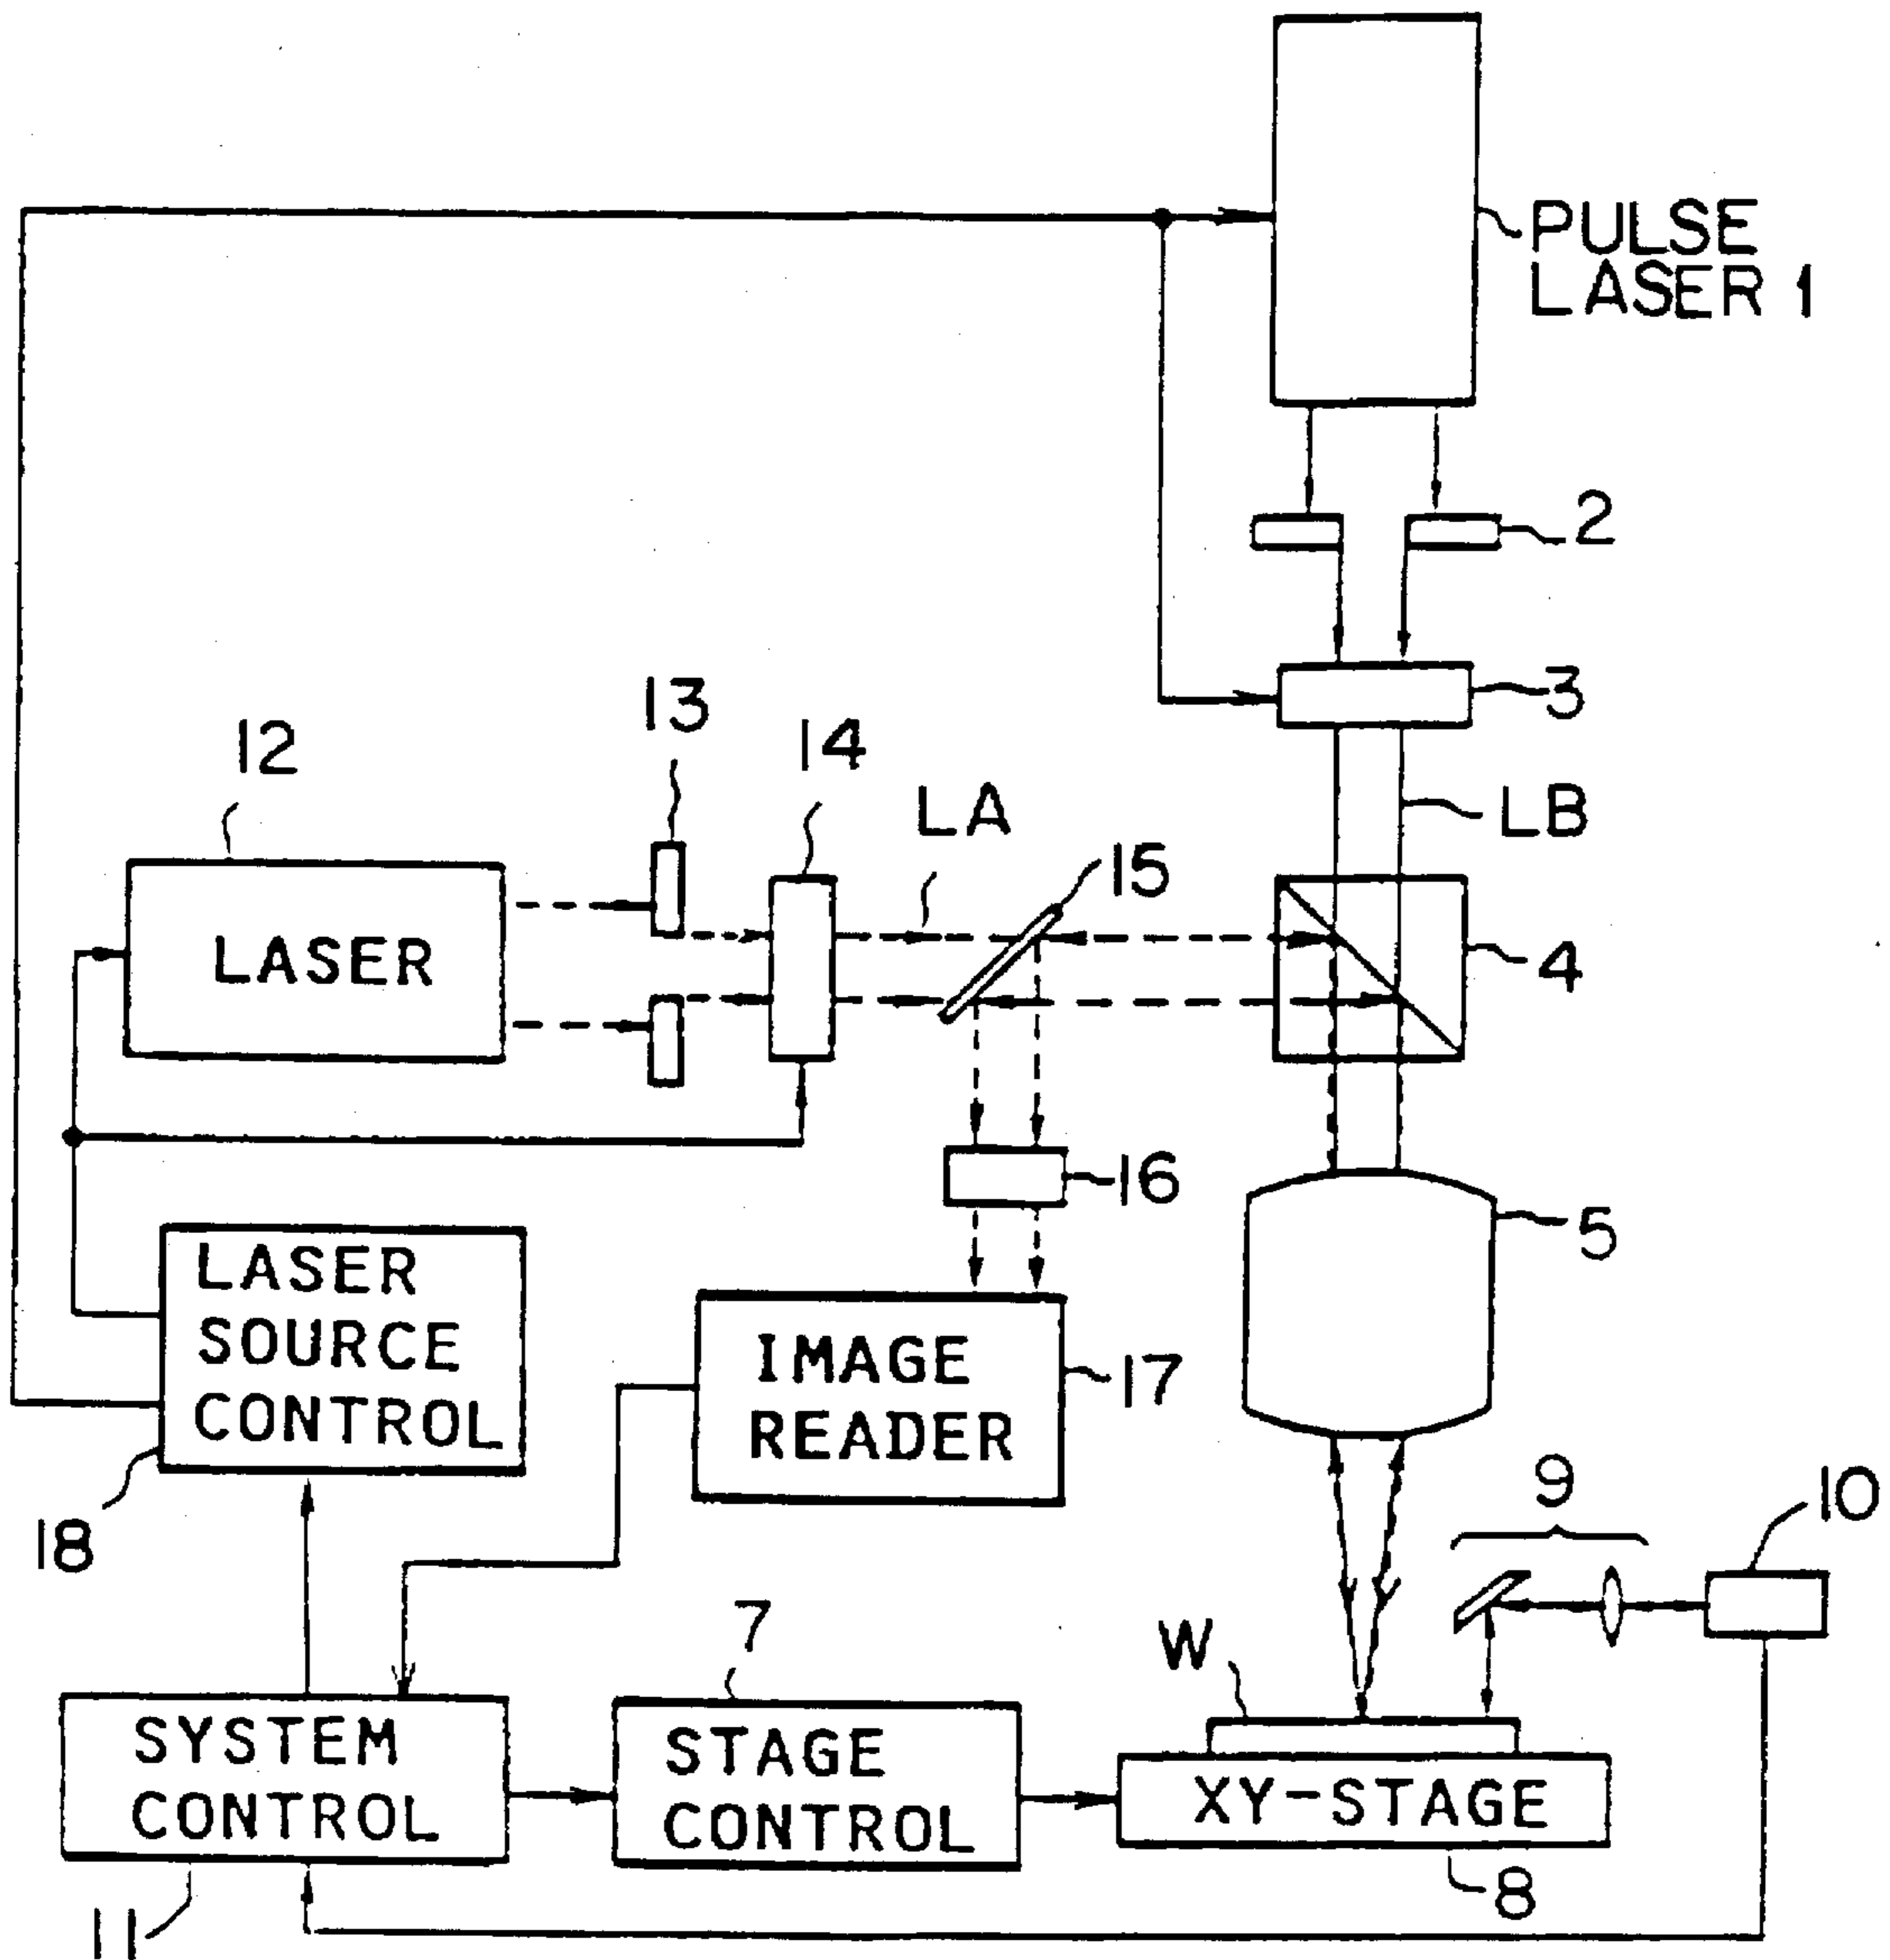 PULSE
LASER 1
2
3
13
12
14
LA
LB
15
LASER
4
16
5
LASER
SOURCE
CONTROL
IMAGE
READER
17
9
10
18
7
W
SYSTEM
CONTROL
STAGE
CONTROL
XY-STAGE
8
11